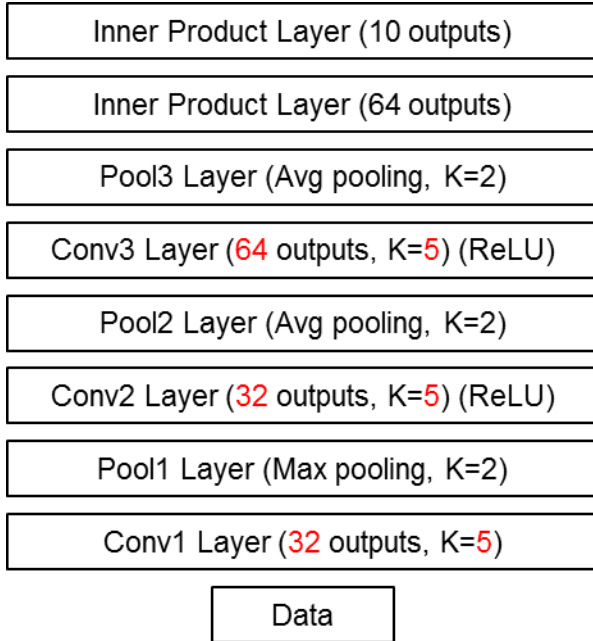 Inner Product Layer (10 outputs)
Inner Product Layer (64 outputs)
Pool3 Layer (Avg pooling, K=2)
Conv3 Layer (64 outputs, K=5) (ReLU)
Pool2 Layer (Avg pooling, K=2)
Conv2 Layer (32 outputs, K=5) (ReLU)
Pool1 Layer (Max pooling, K=2)
Conv1 Layer (32 outputs, K=5)
Data